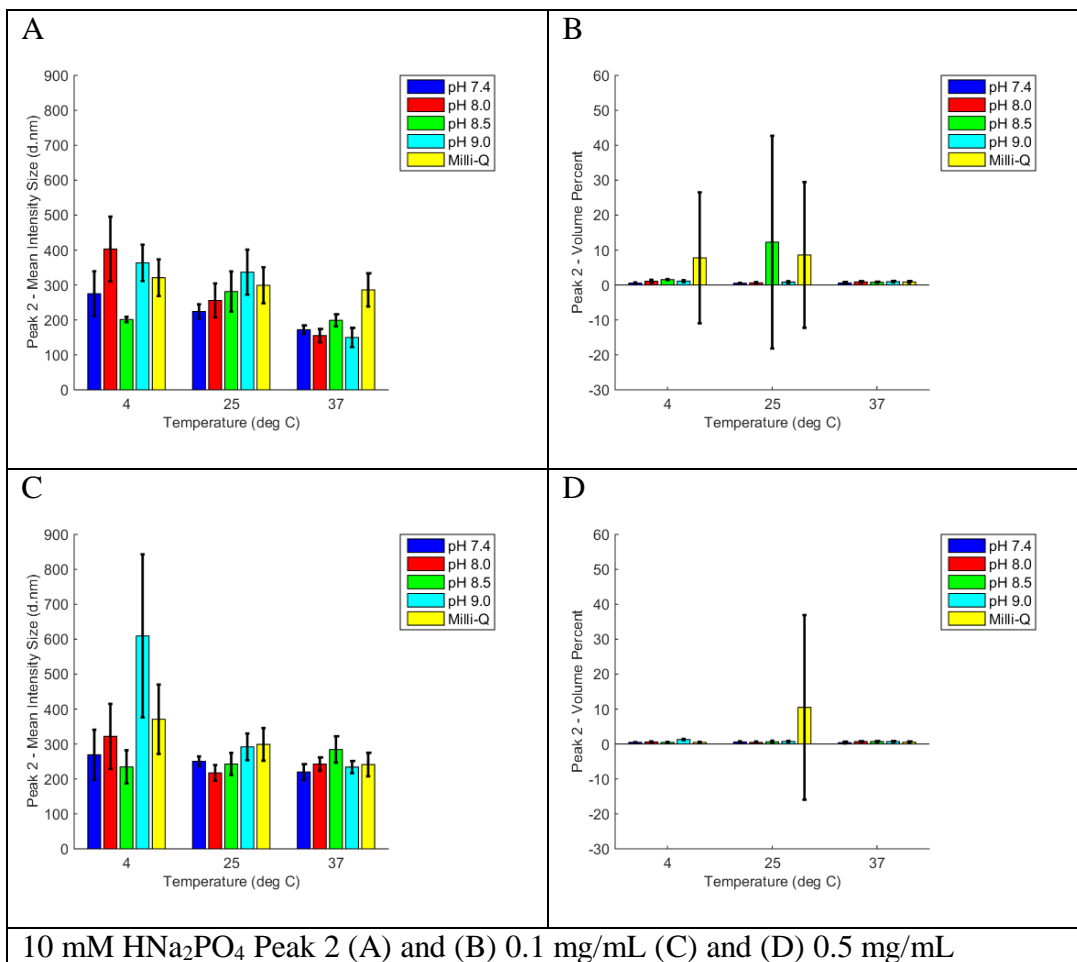 A
Peak 2 - Mean Intensity Size (d.nm)
900
800
700
600
500
400
300
200
100
0
4
25
37
Temperature (deg C)
pH 7.4
pH 8.0
pH 8.5
pH 9.0
Milli-Q
B
Peak 2 - Volume Percent
60
50
40
30
20
10
0
-10
-20
-30
4
25
37
Temperature (deg C)
pH 7.4
pH 8.0
pH 8.5
pH 9.0
Milli-Q
C
Peak 2 - Mean Intensity Size (d.nm)
900
800
700
600
500
400
300
200
100
0
4
25
37
Temperature (deg C)
pH 7.4
pH 8.0
pH 8.5
pH 9.0
Milli-Q
D
Peak 2 - Volume Percent
60
50
40
30
20
10
0
-10
-20
-30
4
25
37
Temperature (deg C)
pH 7.4
pH 8.0
pH 8.5
pH 9.0
Milli-Q
10 mM HNa₂PO₄ Peak 2 (A) and (B) 0.1 mg/mL (C) and (D) 0.5 mg/mL